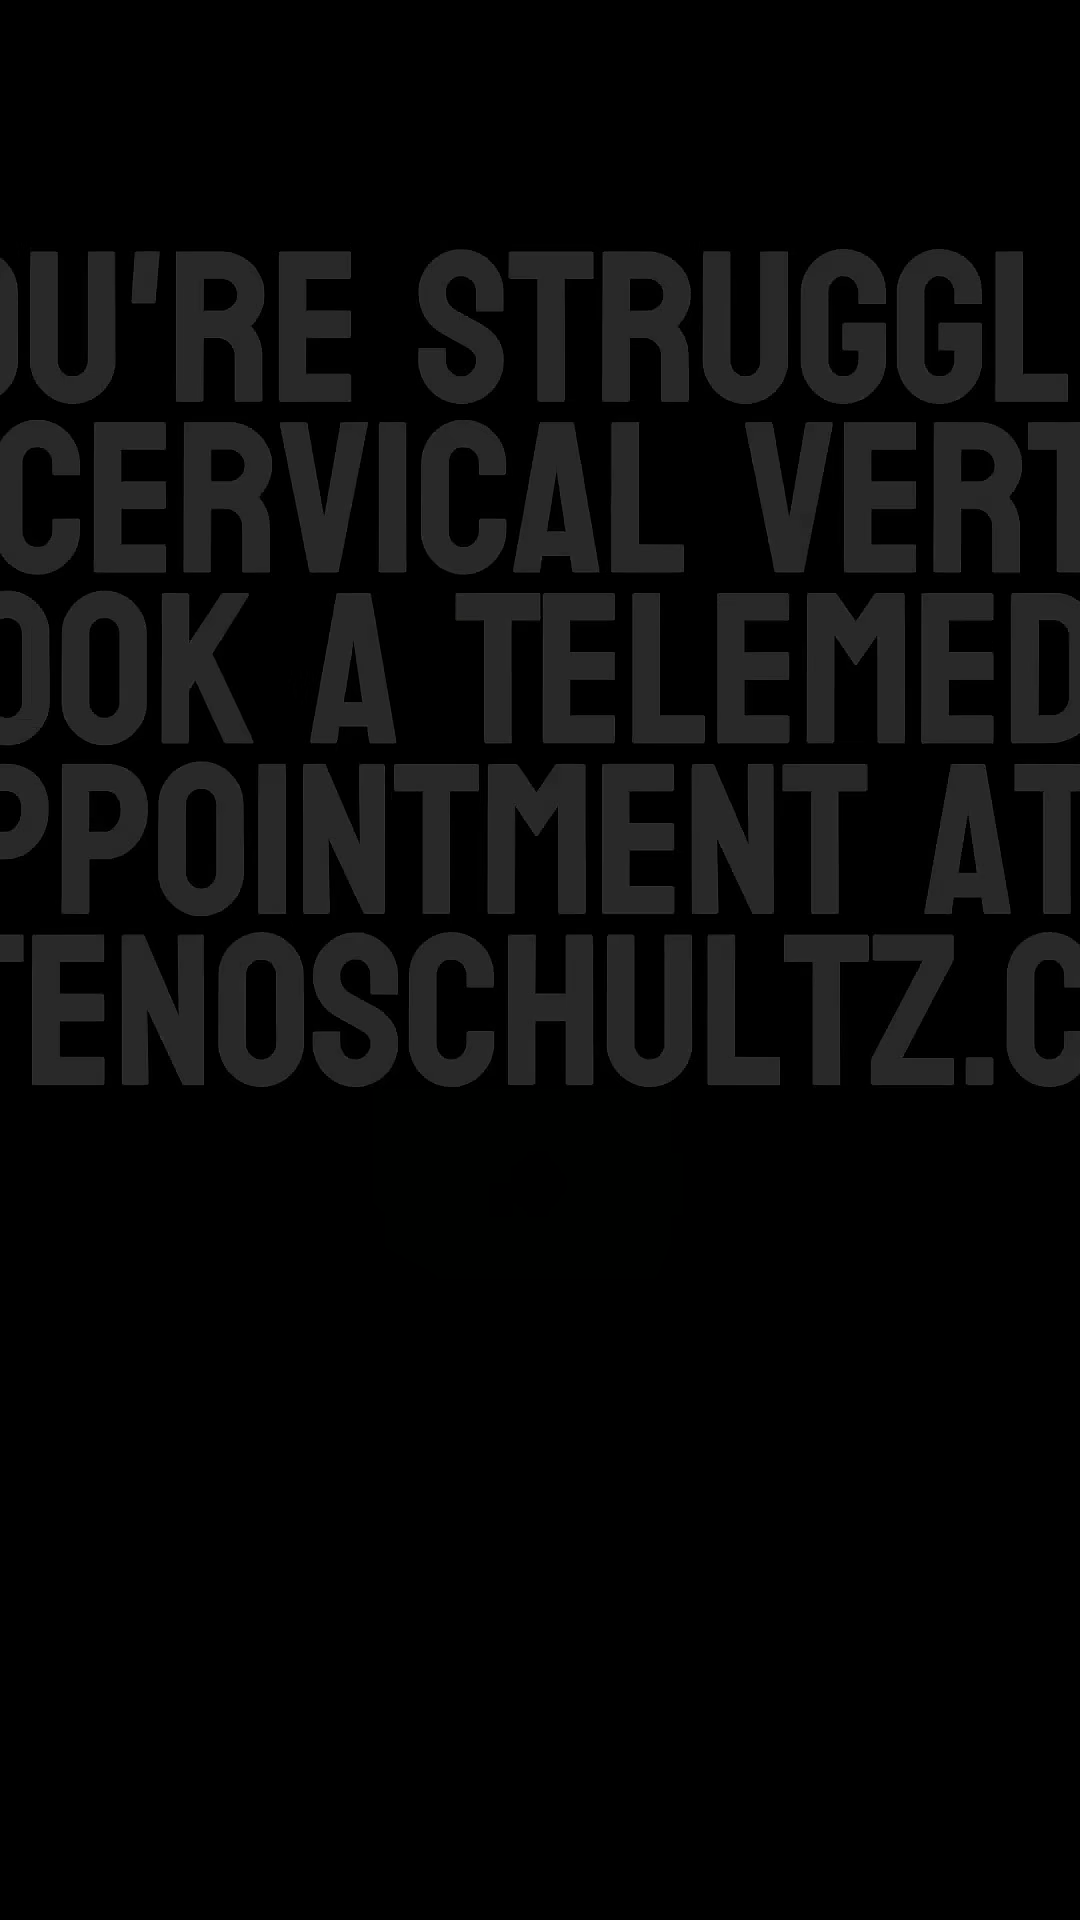 OU'RE STRUGGL
CERVICAL VERT
OOK A TELEMED
PPOINTMENT AT
TENOSCHULTZ.C